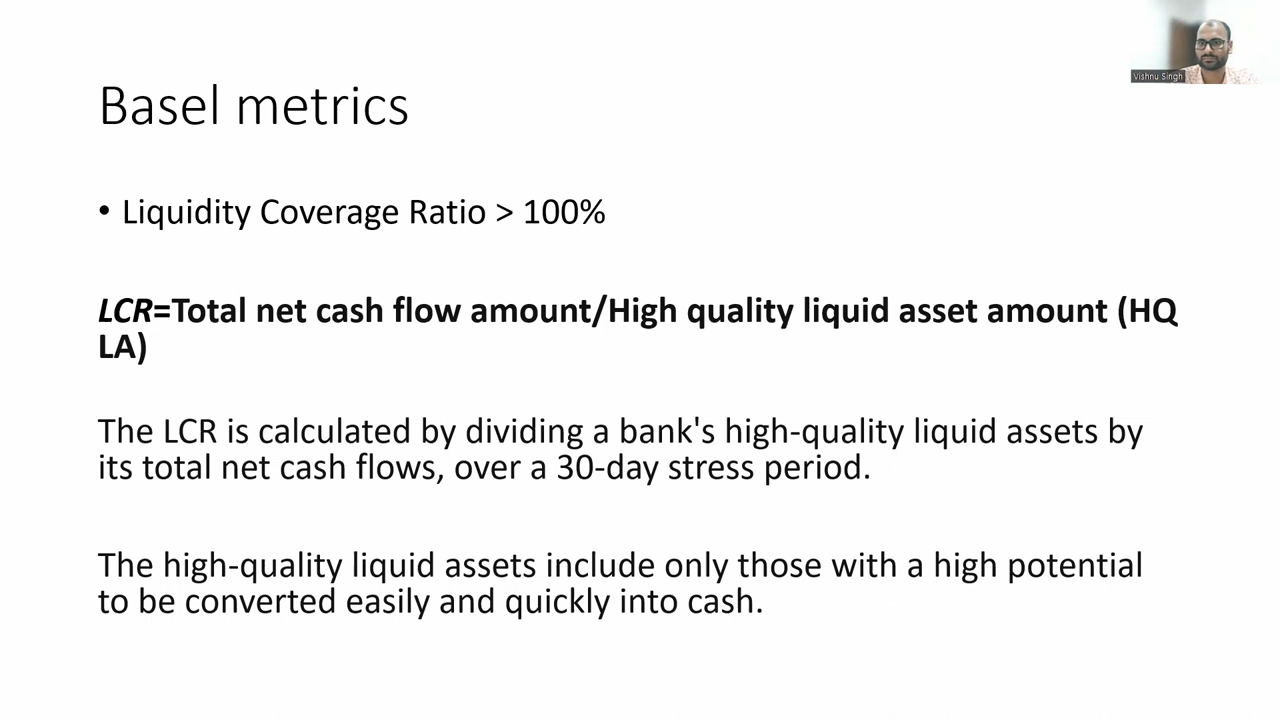 Vishnu Singh
Basel metrics
• Liquidity Coverage Ratio > 100%
LCR=Total net cash flow amount/High quality liquid asset amount (HQ
LA)
The LCR is calculated by dividing a bank's high-quality liquid assets by
its total net cash flows, over a 30-day stress period.
The high-quality liquid assets include only those with a high potential
to be converted easily and quickly into cash.